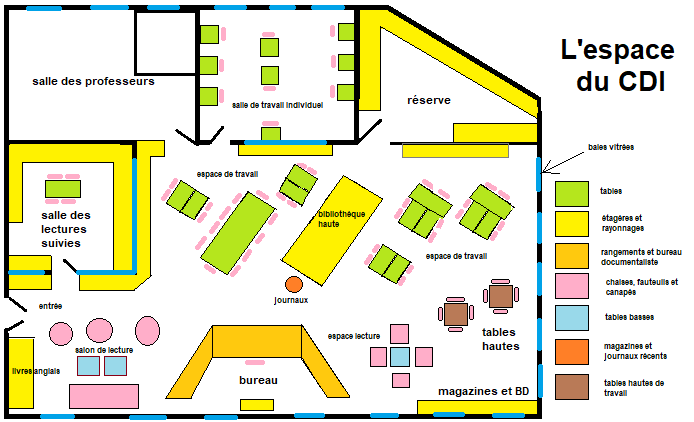 L'espace
du CDI
salle des professeurs
salle de travail individuel
réserve
baies vitrées
espace de travail
salle des
lectures
suivies
bibliothèque
haute
espace de travail
journaux
entrée
salon de lecture
livres anglais
bureau
espace lecture
tables
hautes
magazines et BD
tables
étagères et
rayonnages
rangements et bureau
documentaliste
chaises, fauteuils et
canapés
tables basses
magazines et
journaux récents
tables hautes de
travail